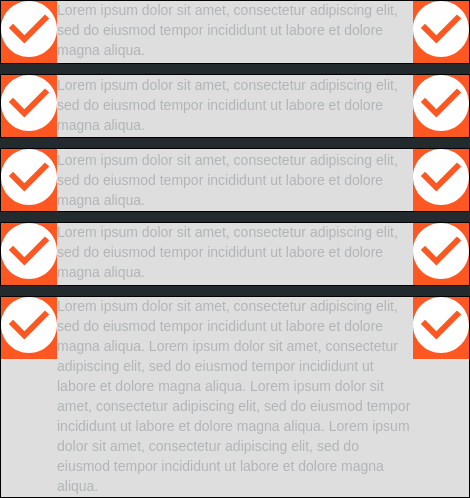 Lorem ipsum dolor sit amet, consectetur adipiscing elit,
sed do eiusmod tempor incididunt ut labore et dolore
magna aliqua.
Lorem ipsum dolor sit amet, consectetur adipiscing elit,
sed do eiusmod tempor incididunt ut labore et dolore
magna aliqua.
Lorem ipsum dolor sit amet, consectetur adipiscing elit,
sed do eiusmod tempor incididunt ut labore et dolore
magna aliqua.
Lorem ipsum dolor sit amet, consectetur adipiscing elit,
sed do eiusmod tempor incididunt ut labore et dolore
magna aliqua.
Lorem ipsum dolor sit amet, consectetur adipiscing elit,
sed do eiusmod tempor incididunt ut labore et dolore
magna aliqua. Lorem ipsum dolor sit amet, consectetur
adipiscing elit, sed do eiusmod tempor incididunt ut
labore et dolore magna aliqua. Lorem ipsum dolor sit
amet, consectetur adipiscing elit, sed do eiusmod tempor
incididunt ut labore et dolore magna aliqua. Lorem ipsum
dolor sit amet, consectetur adipiscing elit, sed do
eiusmod tempor incididunt ut labore et dolore magna
aliqua.